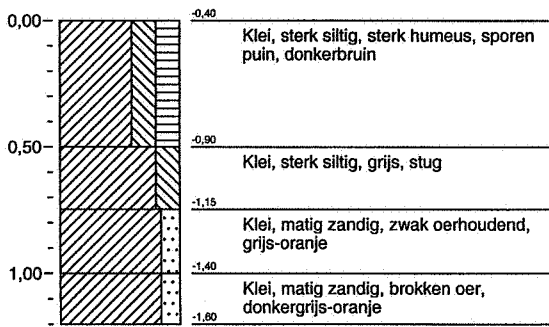 0,00
-0,40
Klei, sterk siltig, sterk humeus, sporen
puin, donkerbruin
0,50
-0,90
Klei, sterk siltig, grijs, stug
-1,15
Klei, matig zandig, zwak oerhoudend,
grijs-oranje
1,00
-1,40
Klei, matig zandig, brokken oer,
donkergrijs-oranje
-1,60